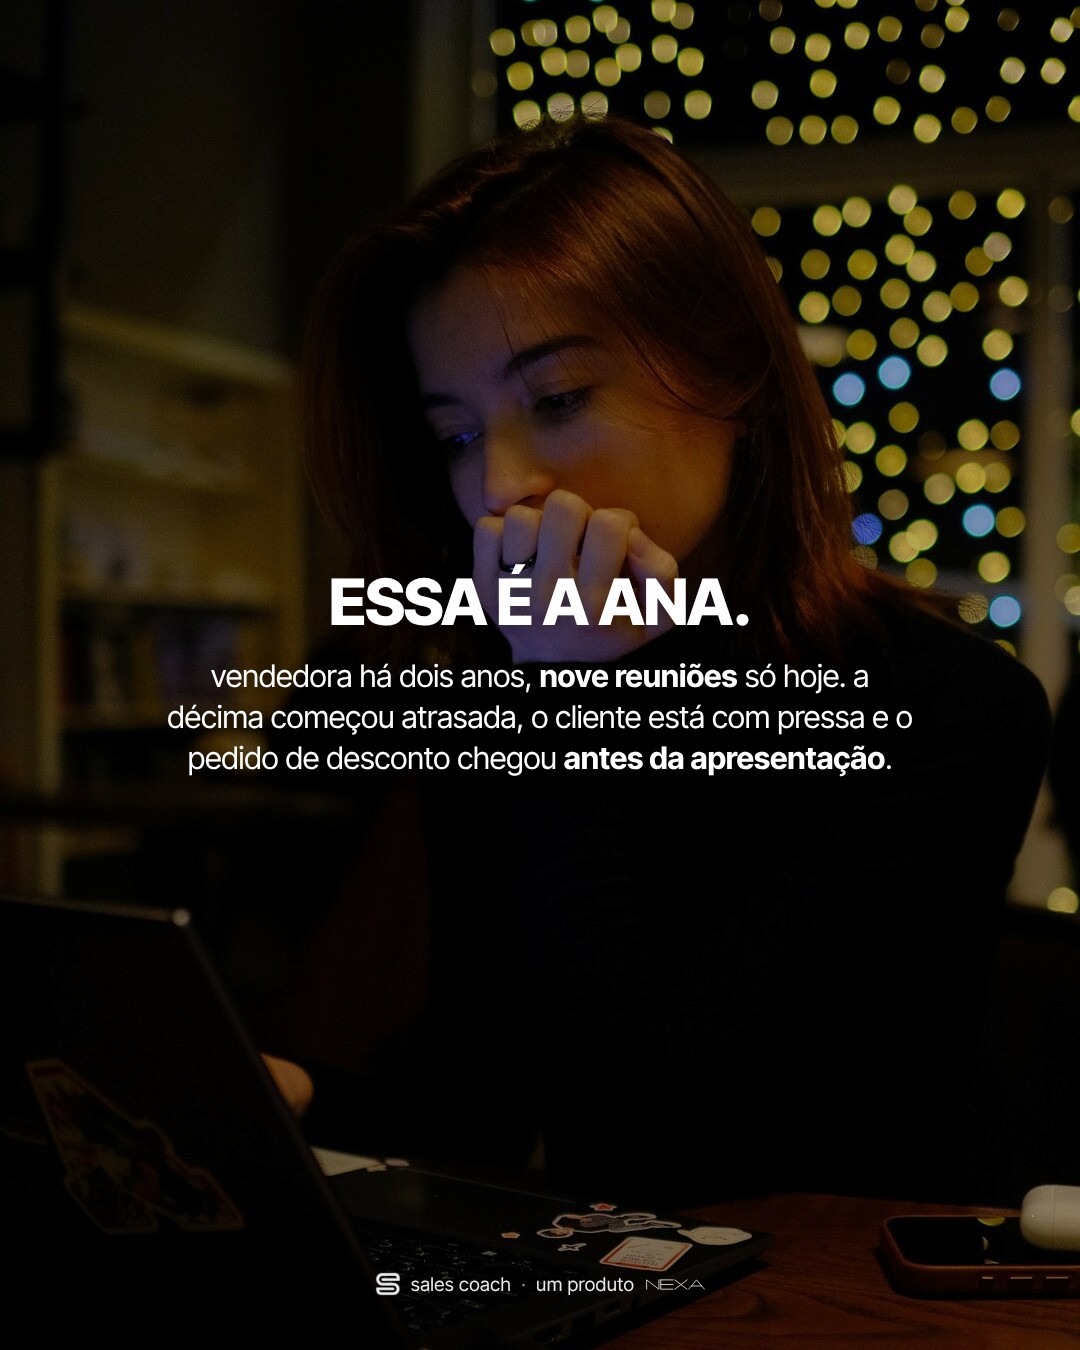 ESSA É A ANA.
vendedora há dois anos, nove reuniões só hoje. a
décima começou atrasada, o cliente está com pressa e o
pedido de desconto chegou antes da apresentação.
sales coach · um produto NEXA